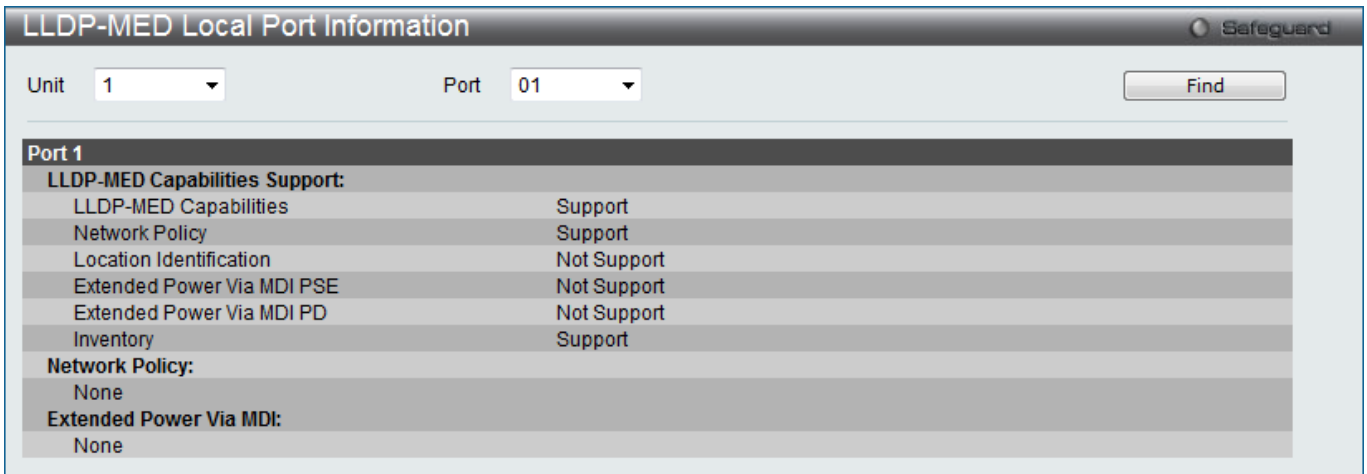 LLDP-MED Local Port Information Safeguard
Unit 1 Port 01 Find
Port 1
LLDP-MED Capabilities Support:
LLDP-MED Capabilities Support
Network Policy Support
Location Identification Not Support
Extended Power Via MDI PSE Not Support
Extended Power Via MDI PD Not Support
Inventory Support
Network Policy:
None
Extended Power Via MDI:
None